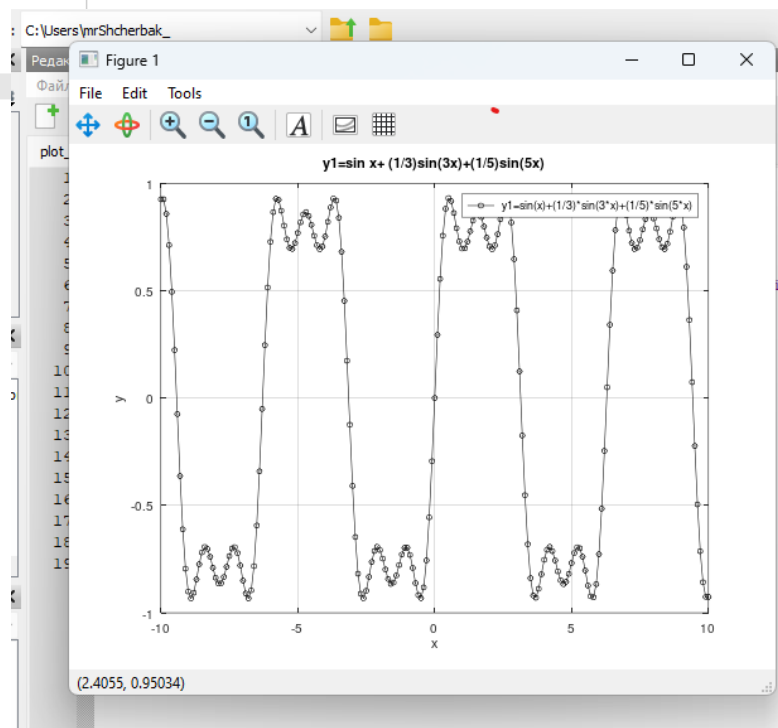 : C:\Users\mrShcherbak_
Редак
Figure 1
Файл
File Edit Tools
plot_
y1=sin x+ (1/3)sin(3x)+(1/5)sin(5x)
y1=sin(x)+(1/3)*sin(3*x)+(1/5)*sin(5*x)
1
0.5
0
-0.5
-1
y
-10 -5 0 5 10
x
1
2
3
4
5
6
7
8
9
10
11
12
13
14
15
16
17
18
19
(2.4055, 0.95034)